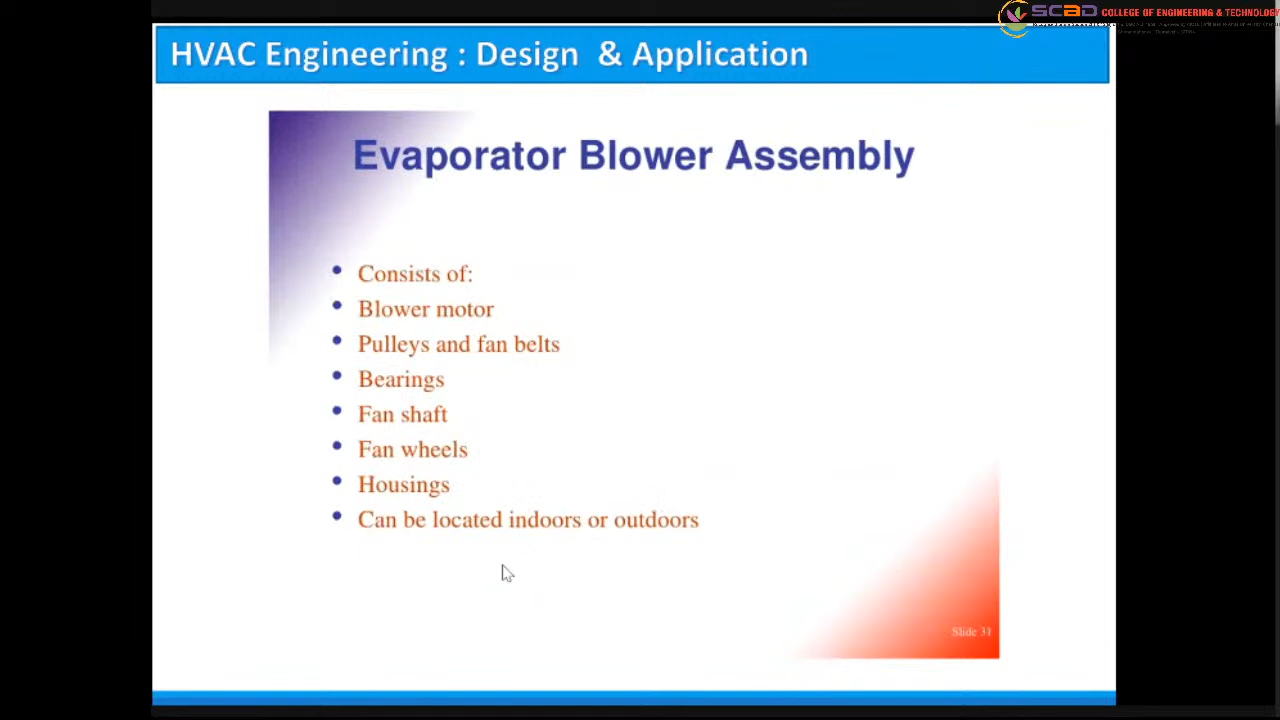 SCAD COLLEGE OF ENGINEERING & TECHNOLOGY
HVAC Engineering : Design & Application
Evaporator Blower Assembly
• Consists of:
• Blower motor
• Pulleys and fan belts
• Bearings
• Fan shaft
• Fan wheels
• Housings
• Can be located indoors or outdoors
Slide 31